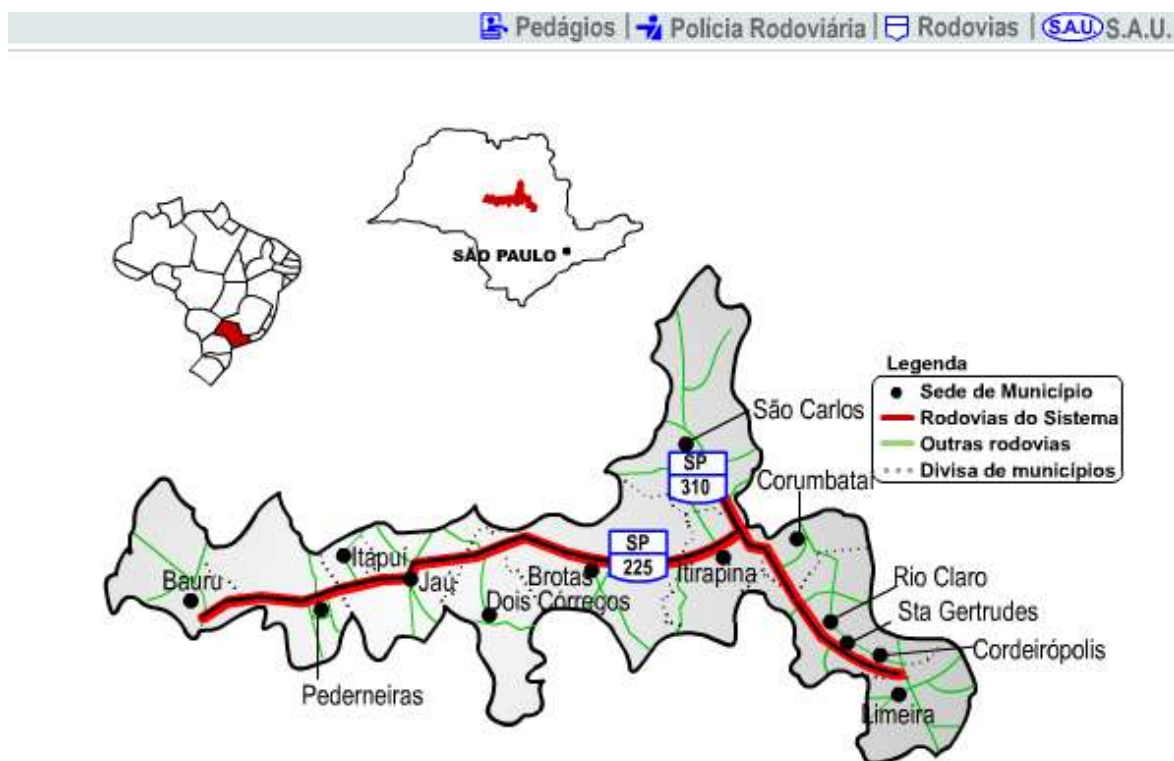 Pedágios | Polícia Rodoviária | Rodovias | S.A.U. S.A.U.
SÃO PAULO
Legenda
Sede de Município
Rodovias do Sistema
Outras rodovias
Divisa de municípios
São Carlos
SP
310
Corumbataí
SP
225
Itápuí
Bauru
Jaú
Brotas
Itirapina
Dois Córregos
Rio Claro
Sta Gertrudes
Cordeirópolis
Pederneiras
Limeira